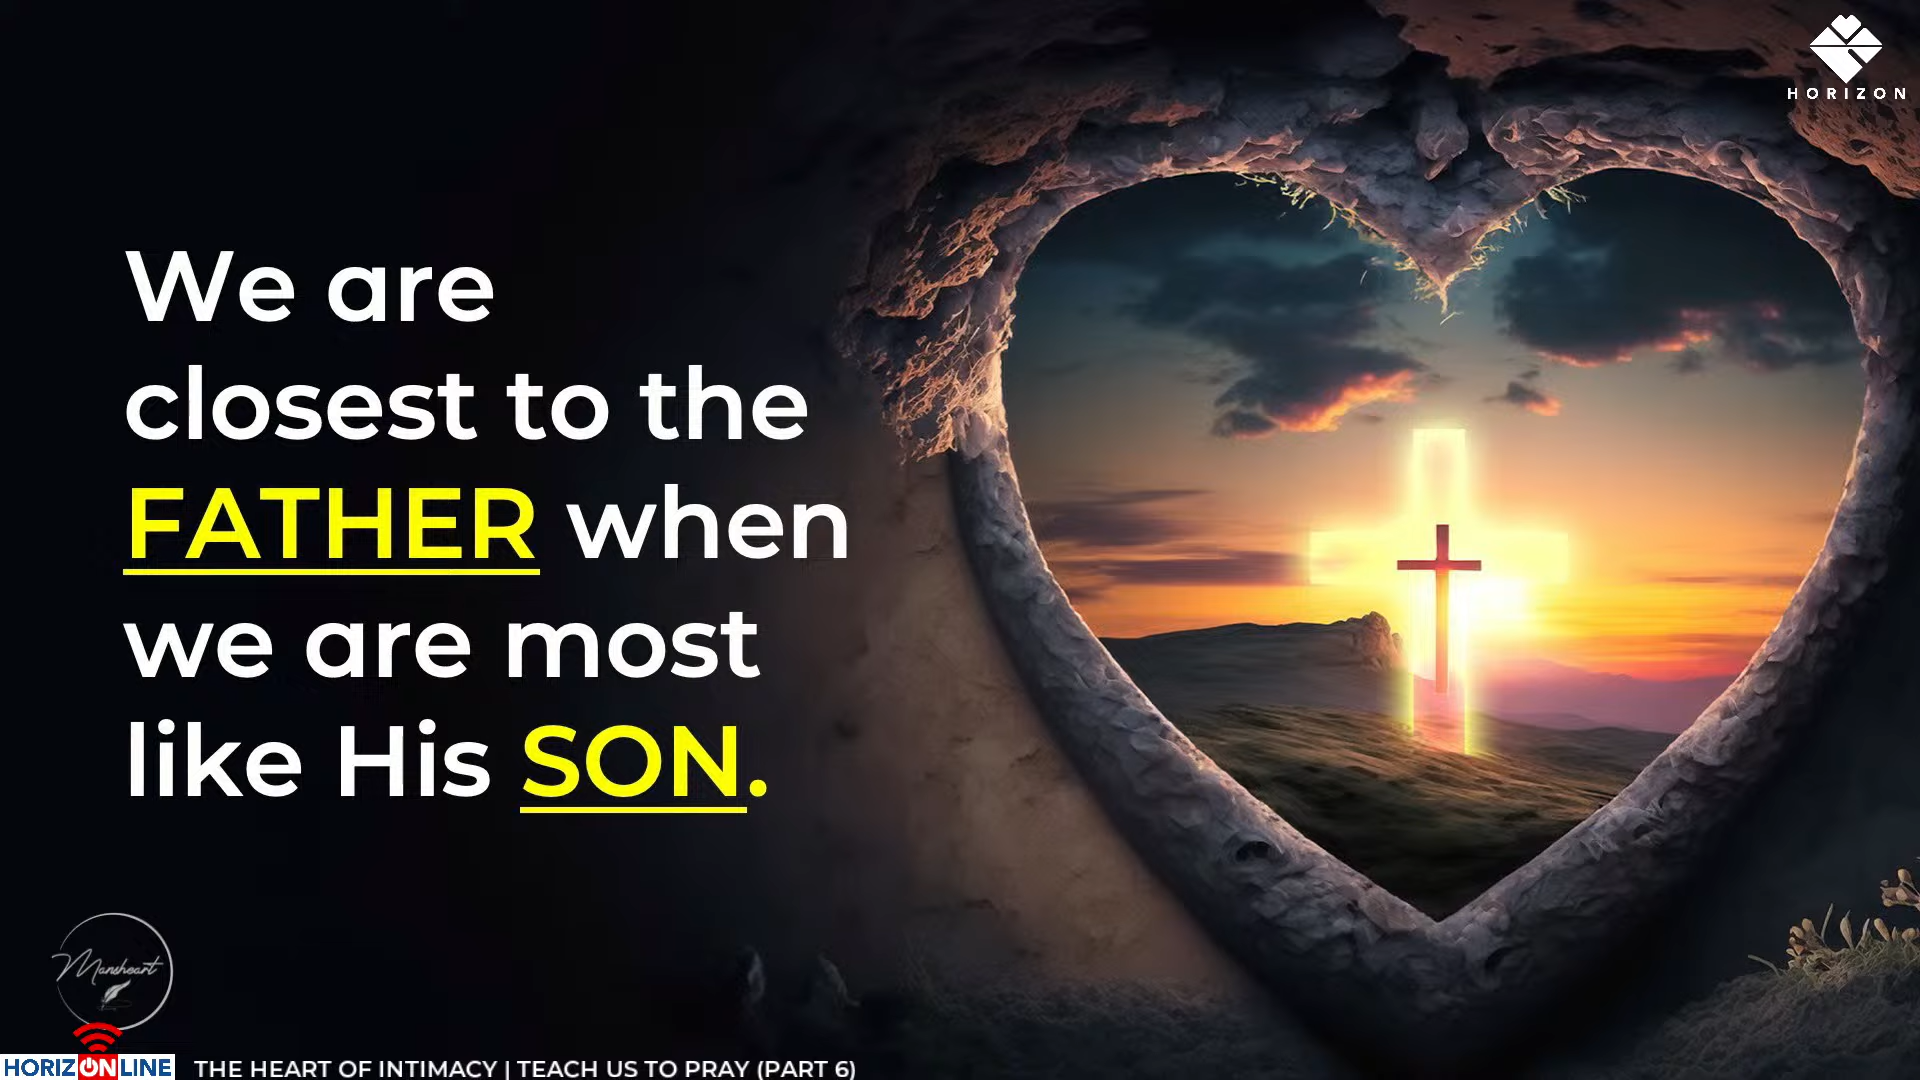 HORIZON
We are
closest to the
FATHER when
we are most
like His SON.
Mansheart
HORIZONLINE
THE HEART OF INTIMACY | TEACH US TO PRAY (PART 6)